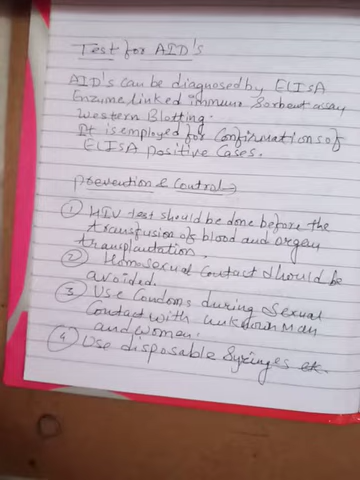 Test for AID's
AID's can be diagnosed by ELISA
Enzyme linked immuno Sorbent assay
Western Blotting.
It is employed for Confirmations of
ELISA Positive Cases.
Prevention & Control→
① HIV test should be done before the
transfusion of blood and organ
transplantation.
② Homosexual Contact should be
avoided.
③ Use Condoms during Sexual
Contact with unknown Man
and women.
④ Use disposable Syringes etc.